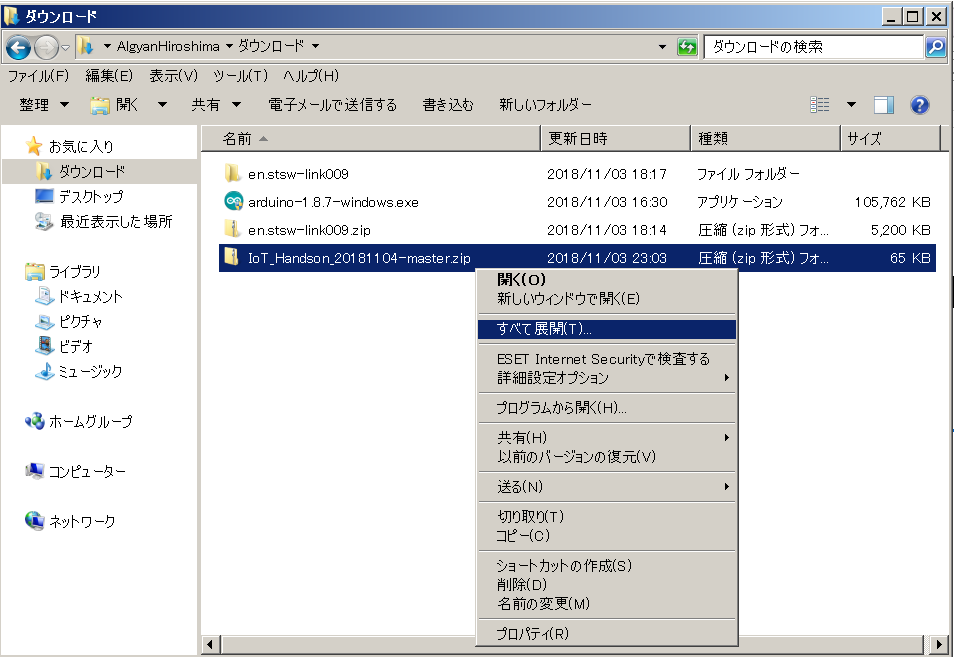 ダウンロード
AlgyanHiroshima ダウンロード
ダウンロードの検索
ファイル(F) 編集(E) 表示(V) ツール(T) ヘルプ(H)
整理 開く 共有 電子メールで送信する 書き込む 新しいフォルダー
お気に入り
ダウンロード
デスクトップ
最近表示した場所
ライブラリ
ドキュメント
ピクチャ
ビデオ
ミュージック
ホームグループ
コンピューター
ネットワーク
名前 更新日時 種類 サイズ
en.stsw-link009 2018/11/03 18:17 ファイル フォルダー
arduino-1.8.7-windows.exe 2018/11/03 16:30 アプリケーション 105,762 KB
en.stsw-link009.zip 2018/11/03 18:14 圧縮 (zip 形式) フォ... 5,200 KB
IoT_Handson_20181104-master.zip 2018/11/03 23:03 圧縮 (zip 形式) フォ... 65 KB
開く(O)
新しいウィンドウで開く(E)
すべて展開(T)...
ESET Internet Securityで検査する
詳細設定オプション
プログラムから開く(H)...
共有(H)
以前のバージョンの復元(V)
送る(N)
切り取り(T)
コピー(C)
ショートカットの作成(S)
削除(D)
名前の変更(M)
プロパティ(R)